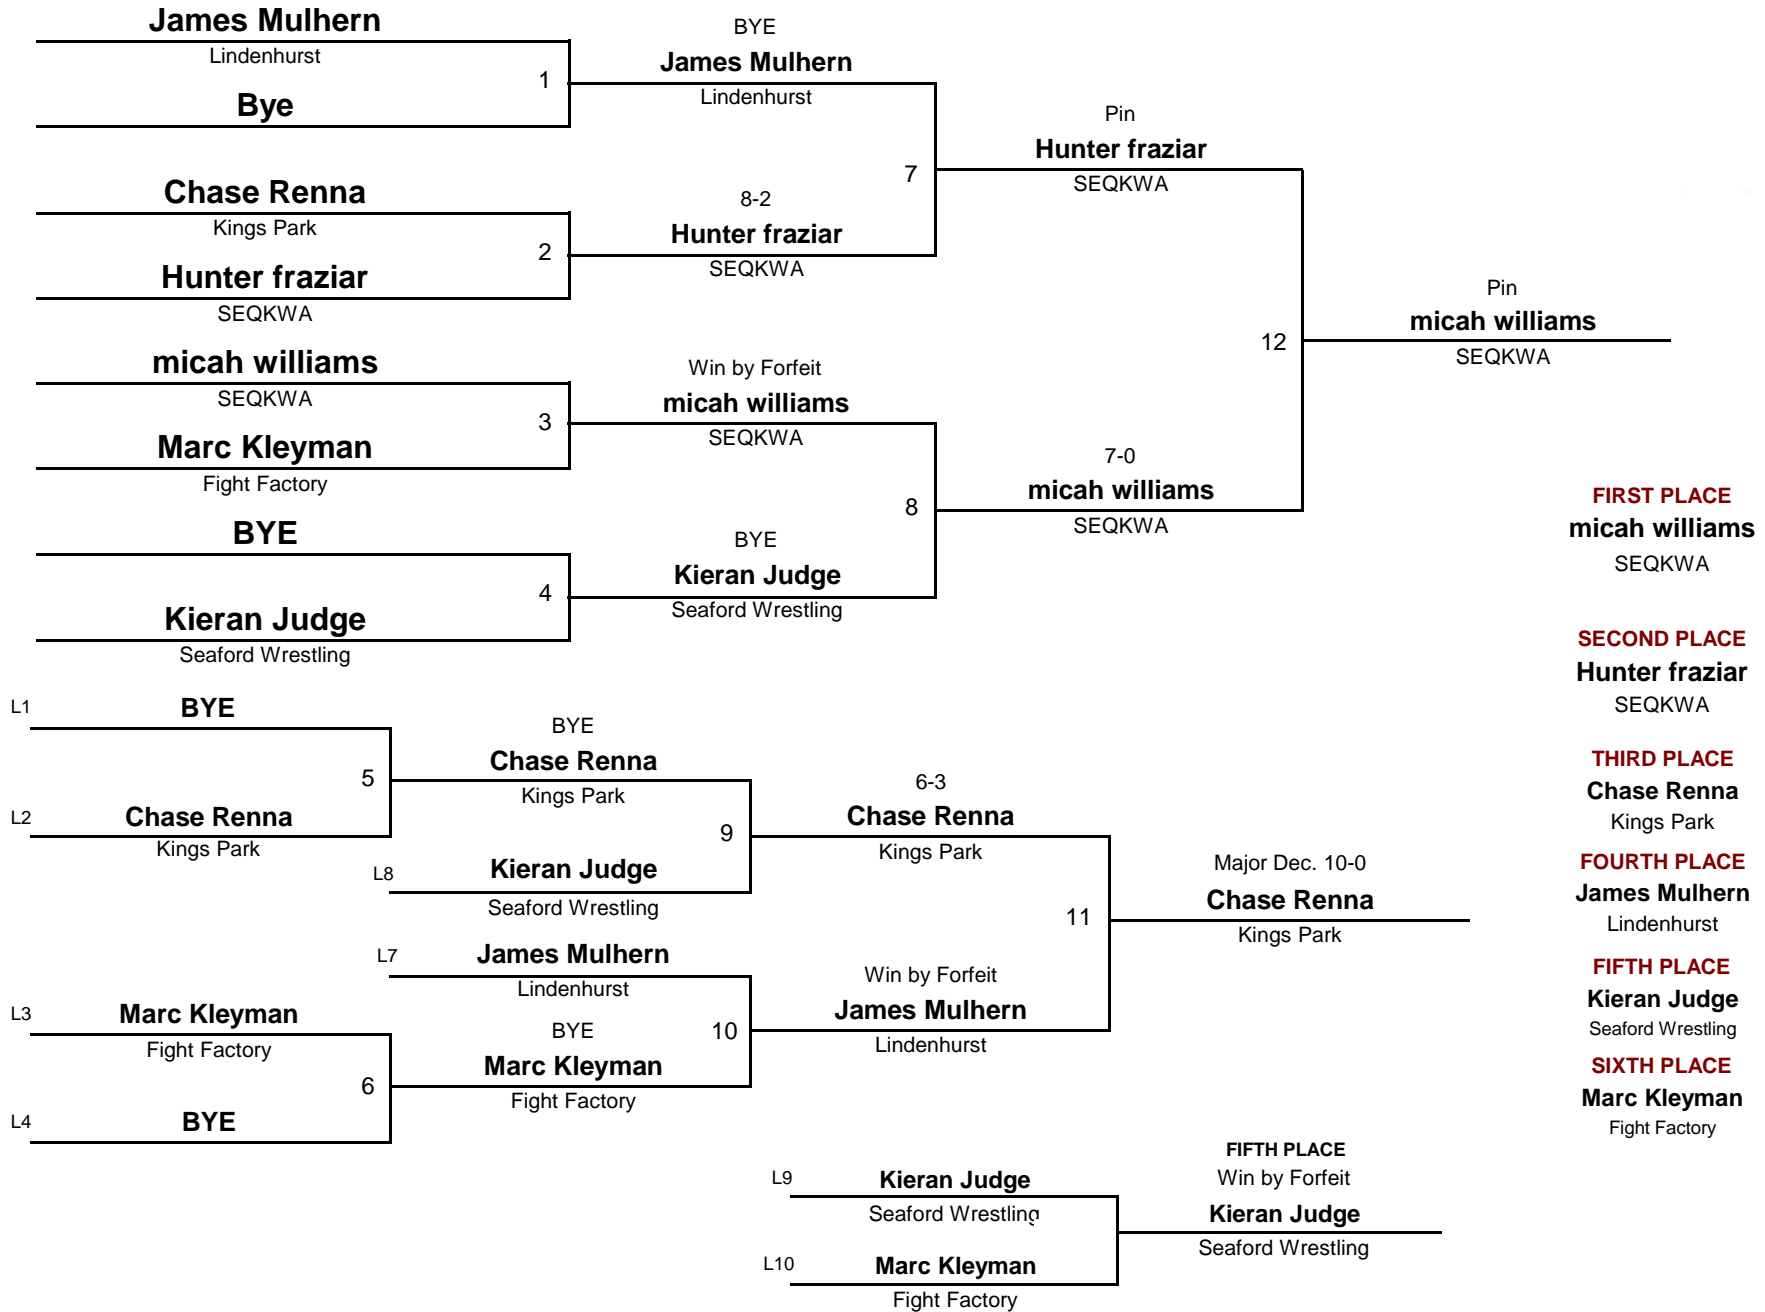 James Mulhern
Lindenhurst
1
Bye
BYE
James Mulhern
Lindenhurst
Chase Renna
Kings Park
2
Hunter fraziar
SEQKWA
8-2
Hunter fraziar
SEQKWA
7
Pin
Hunter fraziar
SEQKWA
micah williams
SEQKWA
3
Marc Kleyman
Fight Factory
Win by Forfeit
micah williams
SEQKWA
BYE
4
Kieran Judge
Seaford Wrestling
BYE
Kieran Judge
Seaford Wrestling
8
7-0
micah williams
SEQKWA
12
Pin
micah williams
SEQKWA
FIRST PLACE
micah williams
SEQKWA
SECOND PLACE
Hunter fraziar
SEQKWA
THIRD PLACE
Chase Renna
Kings Park
FOURTH PLACE
James Mulhern
Lindenhurst
FIFTH PLACE
Kieran Judge
Seaford Wrestling
SIXTH PLACE
Marc Kleyman
Fight Factory
L1 BYE
5
L2 Chase Renna
Kings Park
BYE
Chase Renna
Kings Park
9
L8 Kieran Judge
Seaford Wrestling
6-3
Chase Renna
Kings Park
L7 James Mulhern
Lindenhurst
L3 Marc Kleyman
Fight Factory
6
L4 BYE
BYE
Marc Kleyman
Fight Factory
10
Win by Forfeit
James Mulhern
Lindenhurst
11
Major Dec. 10-0
Chase Renna
Kings Park
L9 Kieran Judge
Seaford Wrestling
L10 Marc Kleyman
Fight Factory
FIFTH PLACE
Win by Forfeit
Kieran Judge
Seaford Wrestling